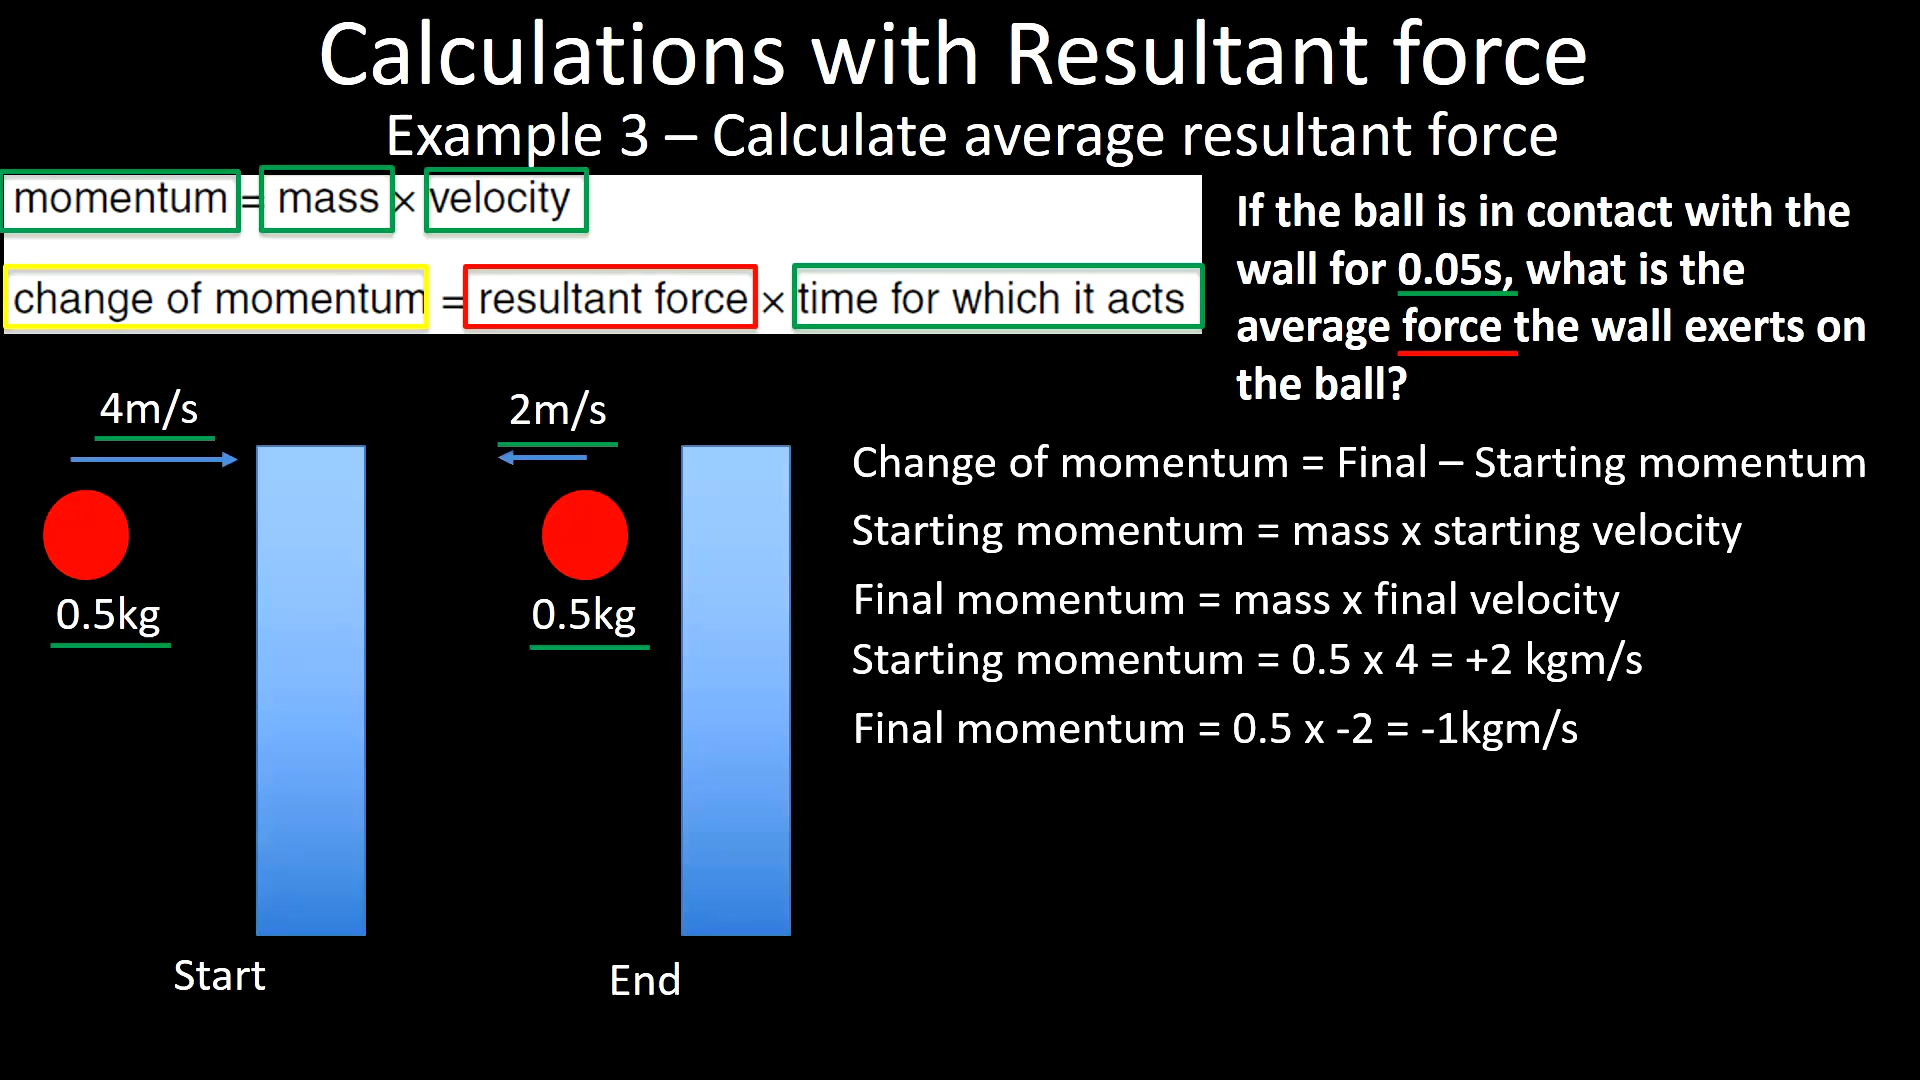 Calculations with Resultant force
Example 3 – Calculate average resultant force
momentum = mass × velocity
change of momentum = resultant force × time for which it acts
If the ball is in contact with the
wall for 0.05s, what is the
average force the wall exerts on
the ball?
4m/s
2m/s
0.5kg
0.5kg
Start
End
Change of momentum = Final – Starting momentum
Starting momentum = mass x starting velocity
Final momentum = mass x final velocity
Starting momentum = 0.5 x 4 = +2 kgm/s
Final momentum = 0.5 x -2 = -1kgm/s